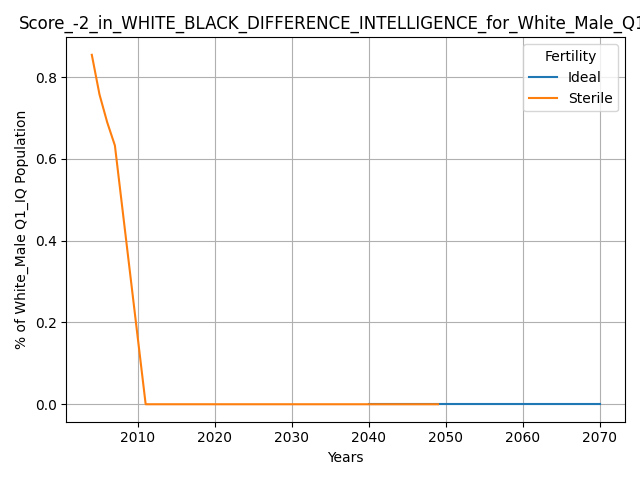 Score_-2_in_WHITE_BLACK_DIFFERENCE_INTELLIGENCE_for_White_Male_Q1
% of White_Male Q1_IQ Population
0.8
0.6
0.4
0.2
0.0
Fertility
Ideal
Sterile
2010 2020 2030 2040 2050 2060 2070
Years